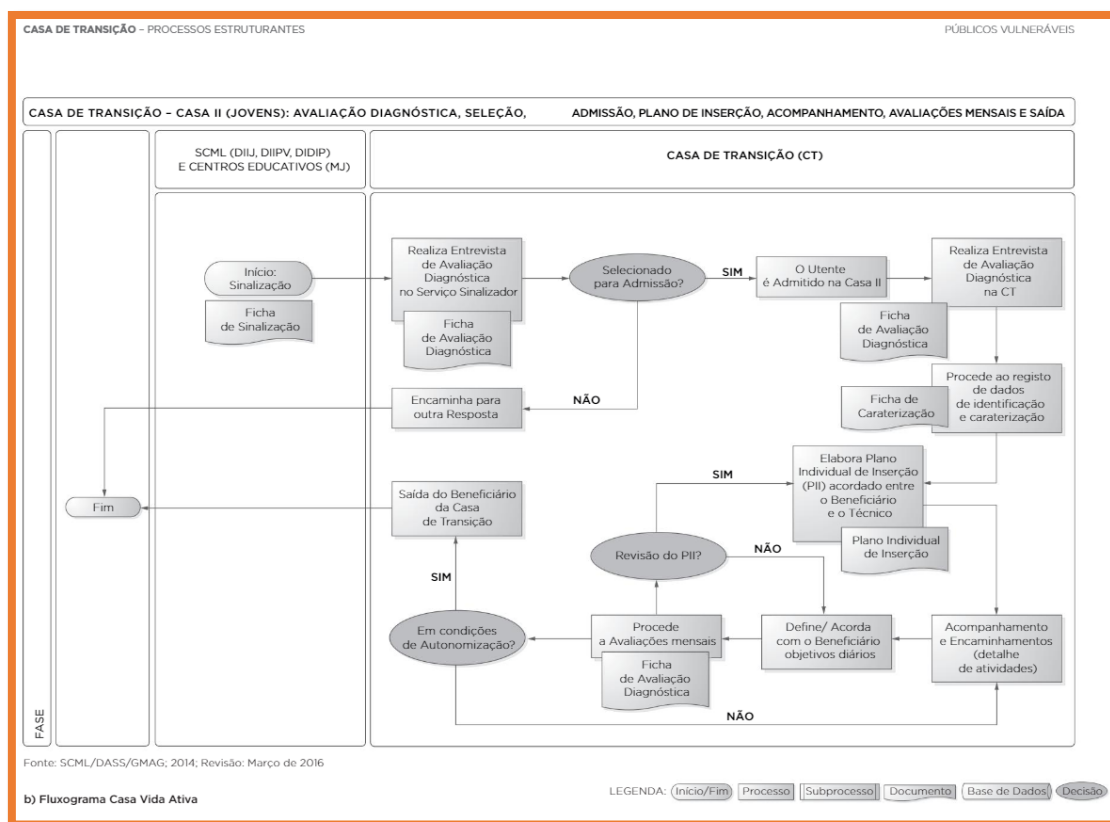 CASA DE TRANSIÇÃO – PROCESSOS ESTRUTURANTES
PÚBLICOS VULNERÁVEIS
CASA DE TRANSIÇÃO – CASA II (JOVENS): AVALIAÇÃO DIAGNÓSTICA, SELEÇÃO, ADMISSÃO, PLANO DE INSERÇÃO, ACOMPANHAMENTO, AVALIAÇÕES MENSAIS E SAÍDA
SCML (DIIJ, DIIPV, DIDIP)
E CENTROS EDUCATIVOS (MJ)
CASA DE TRANSIÇÃO (CT)
Início:
Sinalização
Ficha
de Sinalização
Realiza Entrevista
de Avaliação
Diagnóstica
no Serviço Sinalizador
Ficha
de Avaliação
Diagnóstica
Selecionado
para Admissão?
SIM
O Utente
é Admitido na Casa II
Realiza Entrevista
de Avaliação
Diagnóstica
na CT
Ficha
de Avaliação
Diagnóstica
Encaminha para
outra Resposta
NÃO
Procede ao registo
de dados
de identificação
e caraterização
Ficha de
Caraterização
Fim
Saída do Beneficiário
da Casa
de Transição
SIM
Elabora Plano
Individual de Inserção
(PII) acordado entre
o Beneficiário
e o Técnico
Plano Individual
de Inserção
Revisão do PII?
NÃO
SIM
Em condições
de Autonomização?
Procede
a Avaliações mensais
Ficha
de Avaliação
Diagnóstica
Define/ Acorda
com o Beneficiário
objetivos diários
Acompanhamento
e Encaminhamentos
(detalhe
de atividades)
NÃO
FASE
Fonte: SCML/DASS/GMAG; 2014; Revisão: Março de 2016
b) Fluxograma Casa Vida Ativa
LEGENDA: Início/Fim Processo Subprocesso Documento Base de Dados Decisão